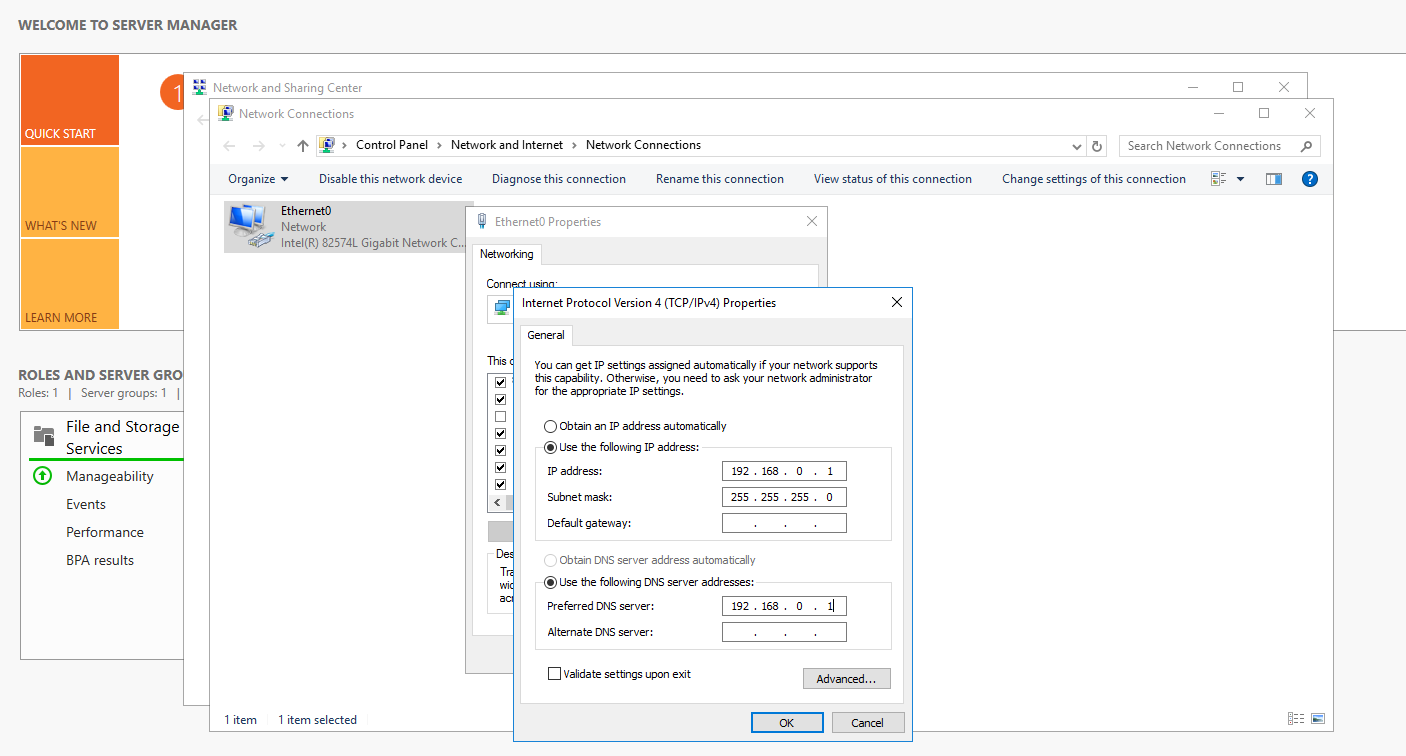 WELCOME TO SERVER MANAGER
1
QUICK START
WHAT'S NEW
LEARN MORE
ROLES AND SERVER GRO
Roles: 1 | Server groups: 1 |
File and Storage
Services
Manageability
Events
Performance
BPA results
Network and Sharing Center
Network Connections
Control Panel > Network and Internet > Network Connections
Search Network Connections
Organize Disable this network device Diagnose this connection Rename this connection View status of this connection Change settings of this connection
Ethernet0
Network
Intel(R) 82574L Gigabit Network C...
1 item 1 item selected
Ethernet0 Properties
Networking
Connect using:
This c
Des
Tra
wid
acr
Internet Protocol Version 4 (TCP/IPv4) Properties
General
You can get IP settings assigned automatically if your network supports
this capability. Otherwise, you need to ask your network administrator
for the appropriate IP settings.
Obtain an IP address automatically
Use the following IP address:
IP address: 192 . 168 . 0 . 1
Subnet mask: 255 . 255 . 255 . 0
Default gateway: . . .
Obtain DNS server address automatically
Use the following DNS server addresses:
Preferred DNS server: 192 . 168 . 0 . 1
Alternate DNS server: . . .
Validate settings upon exit
Advanced...
OK Cancel